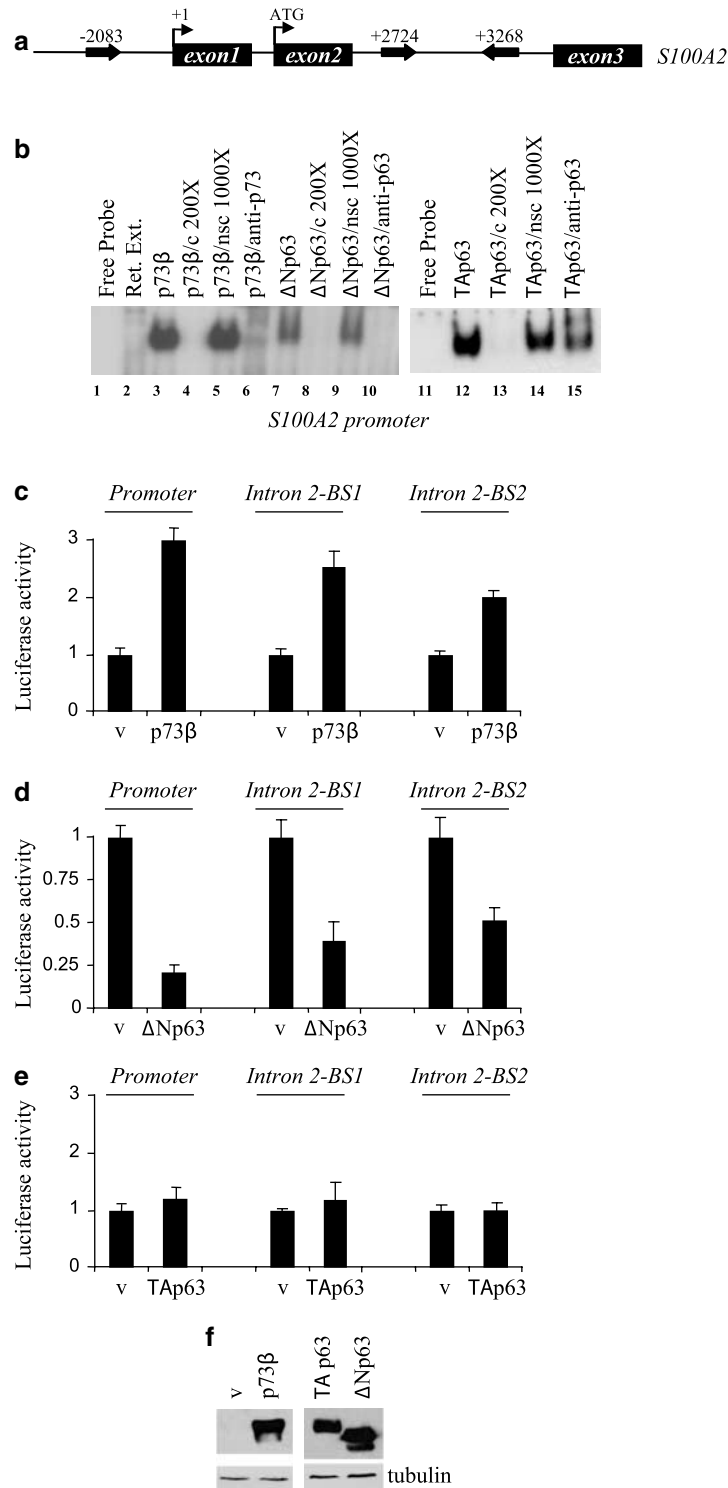 a
-2083 +1 ATG +2724 +3268
exon1 exon2 exon3 S100A2
b
Free Probe
Ret. Ext.
p73β
p73β/c 200X
p73β/nsc 1000X
p73β/anti-p73
ΔNp63
ΔNp63/c 200X
ΔNp63/nsc 1000X
ΔNp63/anti-p63
Free Probe
TAp63
TAp63/c 200X
TAp63/nsc 1000X
TAp63/anti-p63
1 2 3 4 5 6 7 8 9 10 11 12 13 14 15
S100A2 promoter
c
Promoter Intron 2-BS1 Intron 2-BS2
Luciferase activity
3
2
1
0
v p73β v p73β v p73β
d
Promoter Intron 2-BS1 Intron 2-BS2
Luciferase activity
1
0.75
0.5
0.25
0
v ΔNp63 v ΔNp63 v ΔNp63
e
Promoter Intron 2-BS1 Intron 2-BS2
Luciferase activity
3
2
1
0
v TAp63 v TAp63 v TAp63
f
v
p73β
TA p63
ΔNp63
tubulin